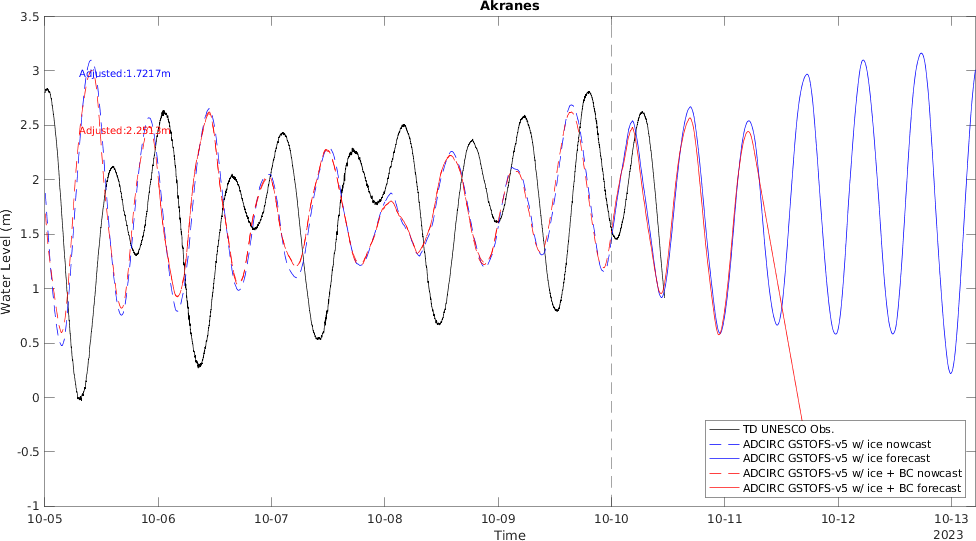 Akranes
3.5
3
2.5
2
1.5
1
0.5
0
-0.5
-1
Water Level (m)
Adjusted:1.7217m
Adjusted:2.2513m
TD UNESCO Obs.
ADCIRC GSTOFS-v5 w/ ice nowcast
ADCIRC GSTOFS-v5 w/ ice forecast
ADCIRC GSTOFS-v5 w/ ice + BC nowcast
ADCIRC GSTOFS-v5 w/ ice + BC forecast
10-05 10-06 10-07 10-08 10-09 10-10 10-11 10-12 10-13
Time
2023